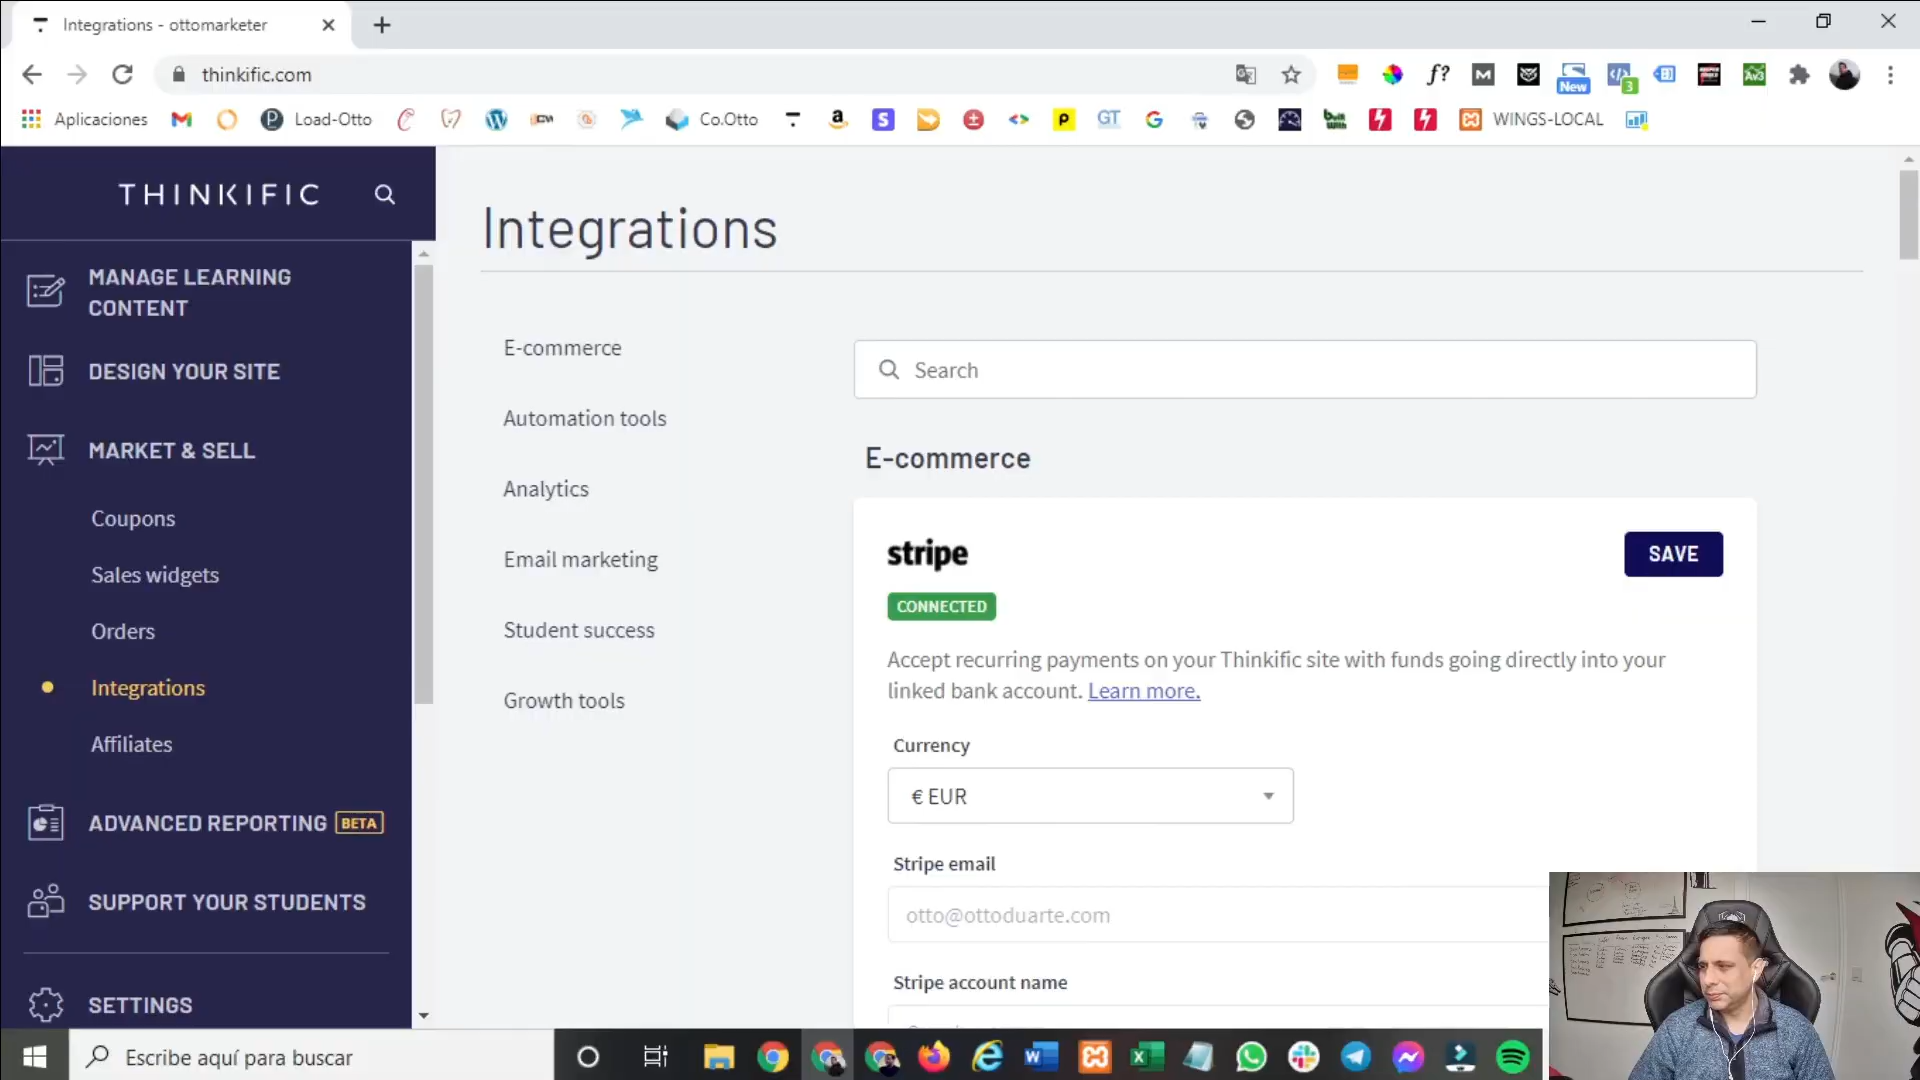 Integrations - ottomarketer
thinkific.com
f?
New
3
Av3
Aplicaciones
Load-Otto
Co.Otto
GT
WINGS-LOCAL
THINKIFIC
MANAGE LEARNING
CONTENT
DESIGN YOUR SITE
MARKET & SELL
Coupons
Sales widgets
Orders
Integrations
Affiliates
ADVANCED REPORTING BETA
SUPPORT YOUR STUDENTS
SETTINGS
Integrations
E-commerce
Automation tools
Analytics
Email marketing
Student success
Growth tools
Search
E-commerce
stripe
SAVE
CONNECTED
Accept recurring payments on your Thinkific site with funds going directly into your
linked bank account. Learn more.
Currency
€ EUR
Stripe email
otto@ottoduarte.com
Stripe account name
Escribe aquí para buscar